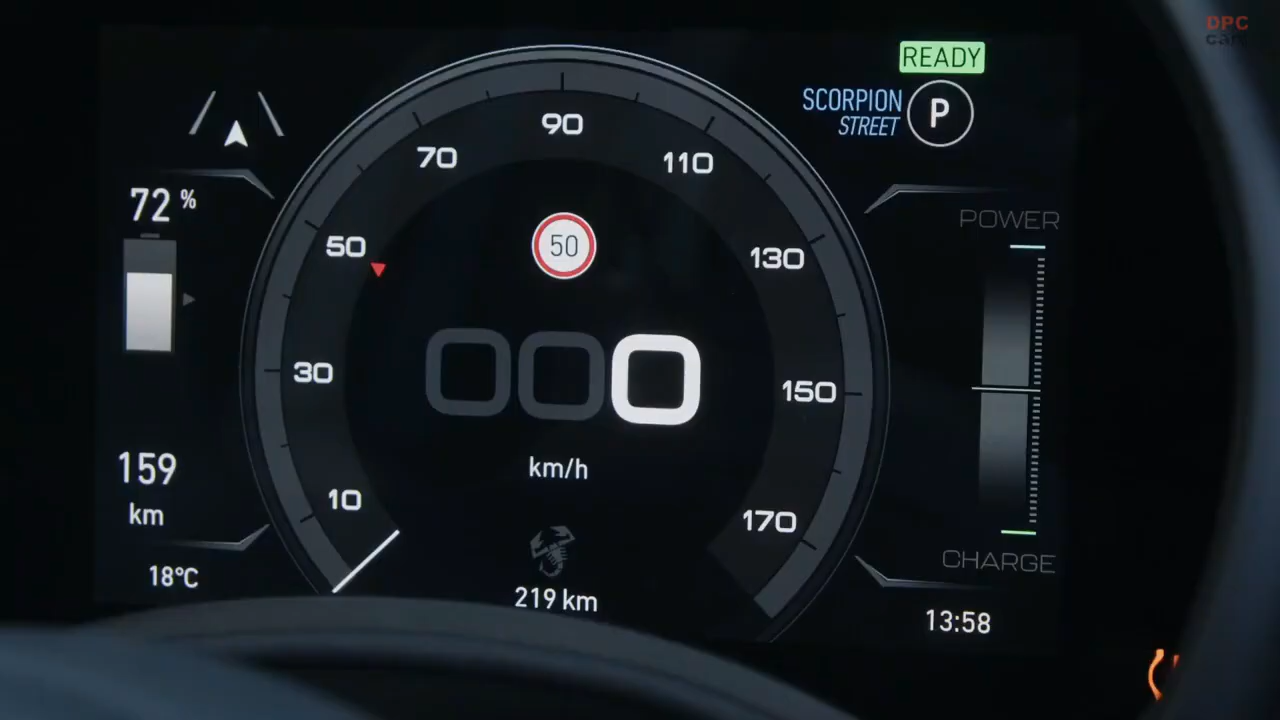 DPC
cars
READY
SCORPION
STREET
P
72 %
90
70
110
50
130
50
30
150
10
170
000
km/h
POWER
CHARGE
159
km
18°C
219 km
13:58